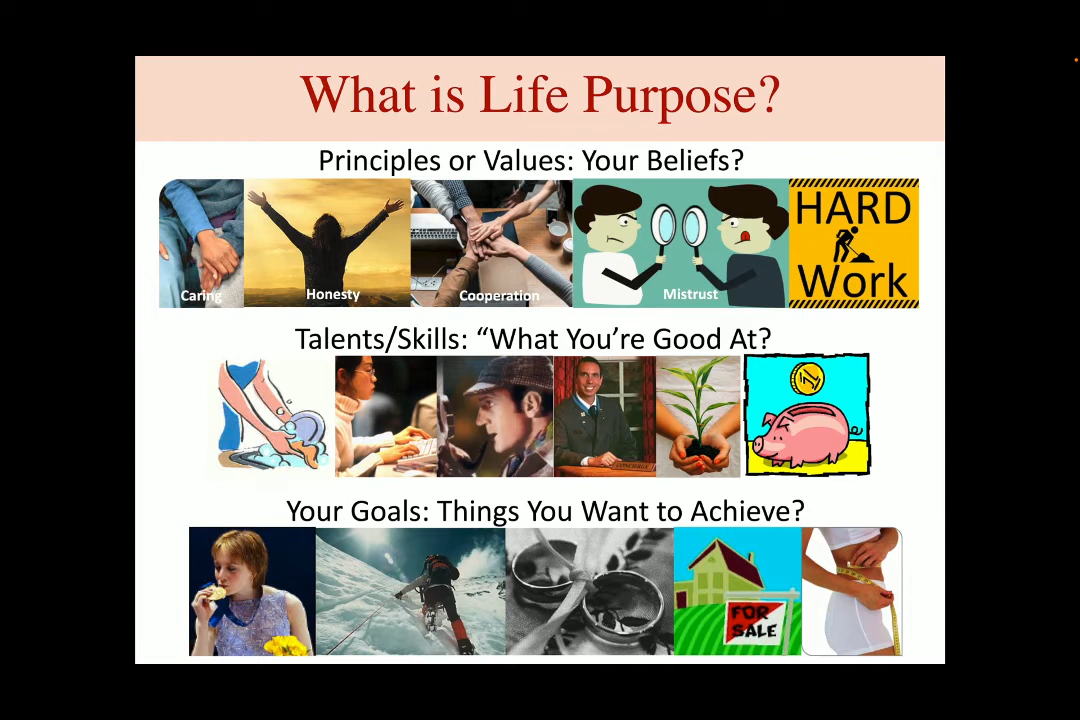 What is Life Purpose?
Principles or Values: Your Beliefs?
Caring
Honesty
Cooperation
Mistrust
HARD
Work
Talents/Skills: “What You’re Good At?
CONCIERGE
Your Goals: Things You Want to Achieve?
FOR
SALE